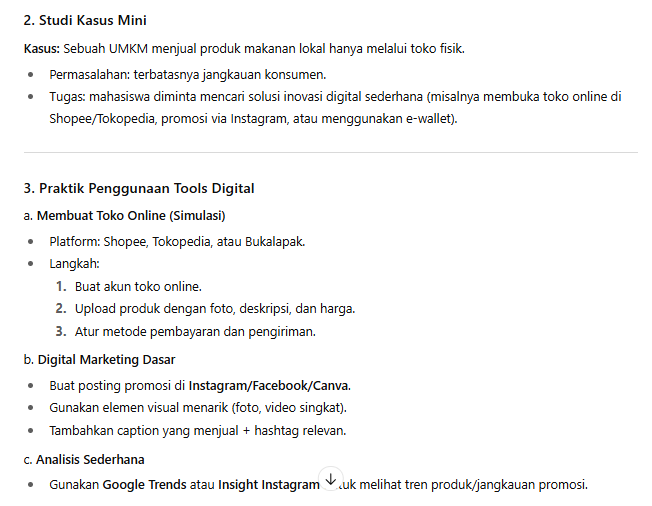 2. Studi Kasus Mini
Kasus: Sebuah UMKM menjual produk makanan lokal hanya melalui toko fisik.
• Permasalahan: terbatasnya jangkauan konsumen.
• Tugas: mahasiswa diminta mencari solusi inovasi digital sederhana (misalnya membuka toko online di
Shopee/Tokopedia, promosi via Instagram, atau menggunakan e-wallet).
3. Praktik Penggunaan Tools Digital
a. Membuat Toko Online (Simulasi)
• Platform: Shopee, Tokopedia, atau Bukalapak.
• Langkah:
1. Buat akun toko online.
2. Upload produk dengan foto, deskripsi, dan harga.
3. Atur metode pembayaran dan pengiriman.
b. Digital Marketing Dasar
• Buat posting promosi di Instagram/Facebook/Canva.
• Gunakan elemen visual menarik (foto, video singkat).
• Tambahkan caption yang menjual + hashtag relevan.
c. Analisis Sederhana
• Gunakan Google Trends atau Insight Instagram melihat tren produk/jangkauan promosi.